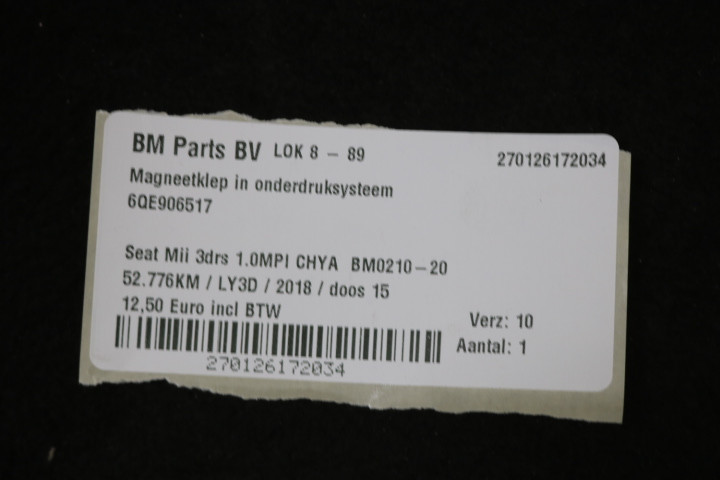 BM Parts BV LOK 8 - 89 270126172034
Magneetklep in onderdruksysteem
6QE906517
Seat Mii 3drs 1.0MPI CHYA BM0210-20
52.776KM / LY3D / 2018 / doos 15
12,50 Euro incl BTW
Verz: 10
Aantal: 1
270126172034